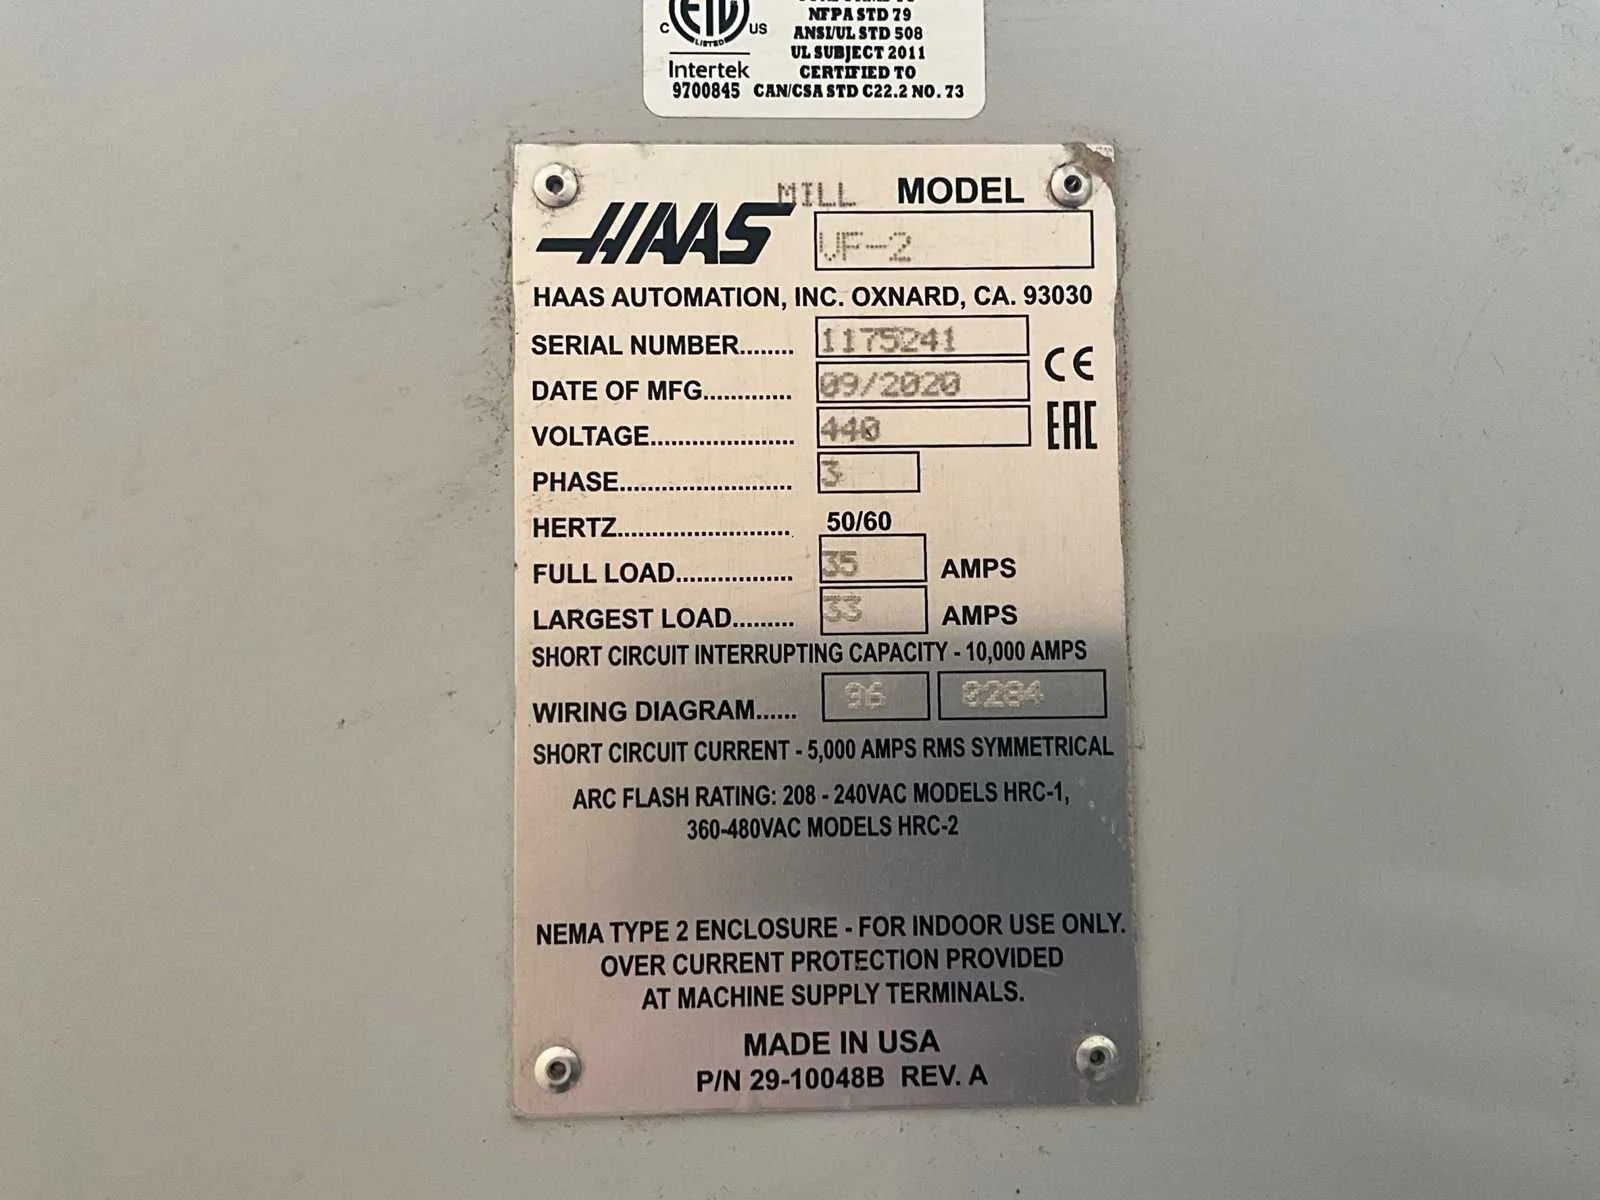 C ETL US
LISTED
NFPA STD 79
ANSI/UL STD 508
UL SUBJECT 2011
Intertek CERTIFIED TO
9700845 CAN/CSA STD C22.2 NO. 73
MILL MODEL
HAAS VF-2
HAAS AUTOMATION, INC. OXNARD, CA. 93030
SERIAL NUMBER........ 1175241
DATE OF MFG............. 09/2020 CE
VOLTAGE..................... 440 EAC
PHASE......................... 3
HERTZ.......................... 50/60
FULL LOAD................. 35 AMPS
LARGEST LOAD......... 33 AMPS
SHORT CIRCUIT INTERRUPTING CAPACITY - 10,000 AMPS
WIRING DIAGRAM...... 96 0284
SHORT CIRCUIT CURRENT - 5,000 AMPS RMS SYMMETRICAL
ARC FLASH RATING: 208 - 240VAC MODELS HRC-1,
360-480VAC MODELS HRC-2
NEMA TYPE 2 ENCLOSURE - FOR INDOOR USE ONLY.
OVER CURRENT PROTECTION PROVIDED
AT MACHINE SUPPLY TERMINALS.
MADE IN USA
P/N 29-10048B REV. A